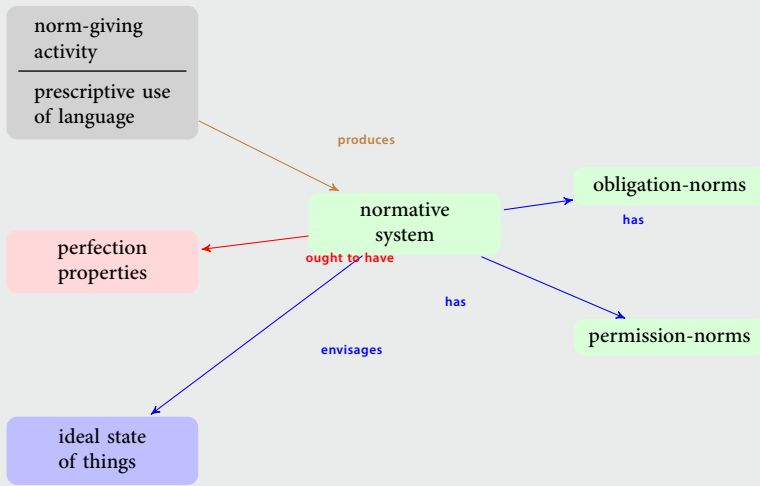 norm-giving
activity
prescriptive use
of language
produces
obligation-norms
normative
system
has
perfection
properties
ought to have
has
permission-norms
envisages
ideal state
of things